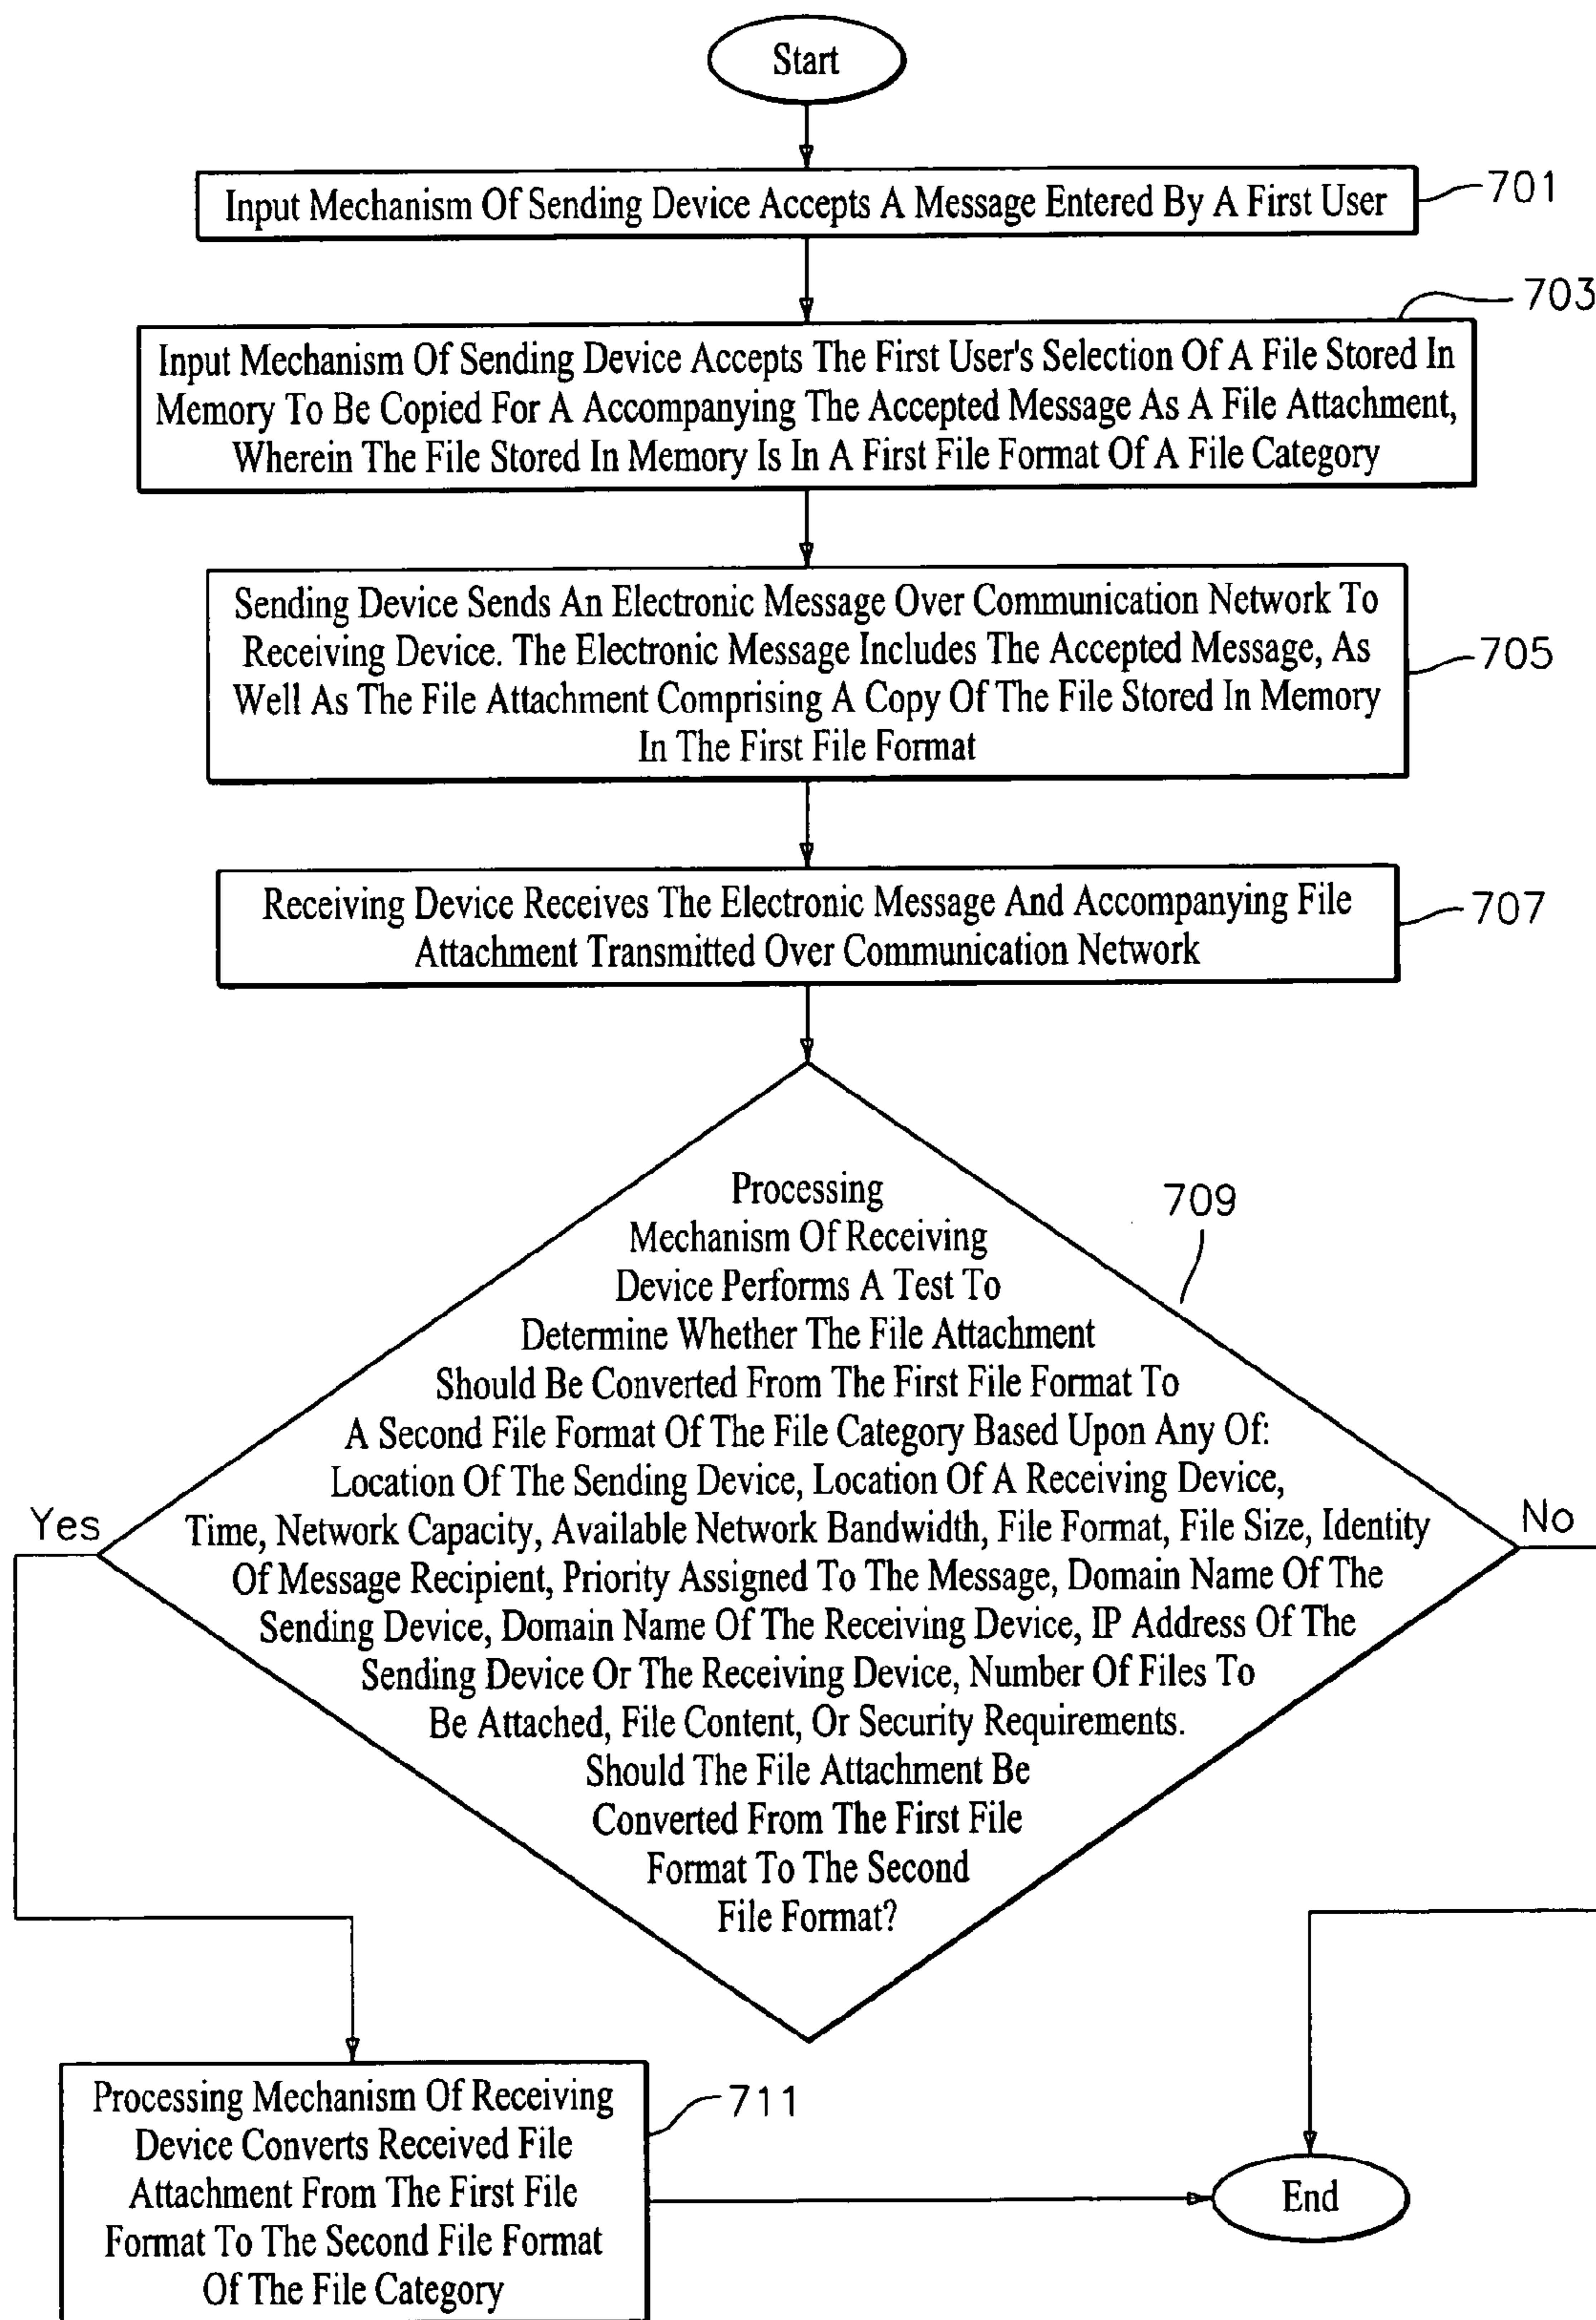 Start
Input Mechanism Of Sending Device Accepts A Message Entered By A First User
701
703
Input Mechanism Of Sending Device Accepts The First User's Selection Of A File Stored In
Memory To Be Copied For A Accompanying The Accepted Message As A File Attachment,
Wherein The File Stored In Memory Is In A First File Format Of A File Category
Sending Device Sends An Electronic Message Over Communication Network To
Receiving Device. The Electronic Message Includes The Accepted Message, As
Well As The File Attachment Comprising A Copy Of The File Stored In Memory
In The First File Format
705
Receiving Device Receives The Electronic Message And Accompanying File
Attachment Transmitted Over Communication Network
707
Processing
Mechanism Of Receiving
Device Performs A Test To
Determine Whether The File Attachment
Should Be Converted From The First File Format To
A Second File Format Of The File Category Based Upon Any Of:
Location Of The Sending Device, Location Of A Receiving Device,
Time, Network Capacity, Available Network Bandwidth, File Format, File Size, Identity
Of Message Recipient, Priority Assigned To The Message, Domain Name Of The
Sending Device, Domain Name Of The Receiving Device, IP Address Of The
Sending Device Or The Receiving Device, Number Of Files To
Be Attached, File Content, Or Security Requirements.
Should The File Attachment Be
Converted From The First File
Format To The Second
File Format?
709
Yes
No
Processing Mechanism Of Receiving
Device Converts Received File
Attachment From The First File
Format To The Second File Format
Of The File Category
711
End